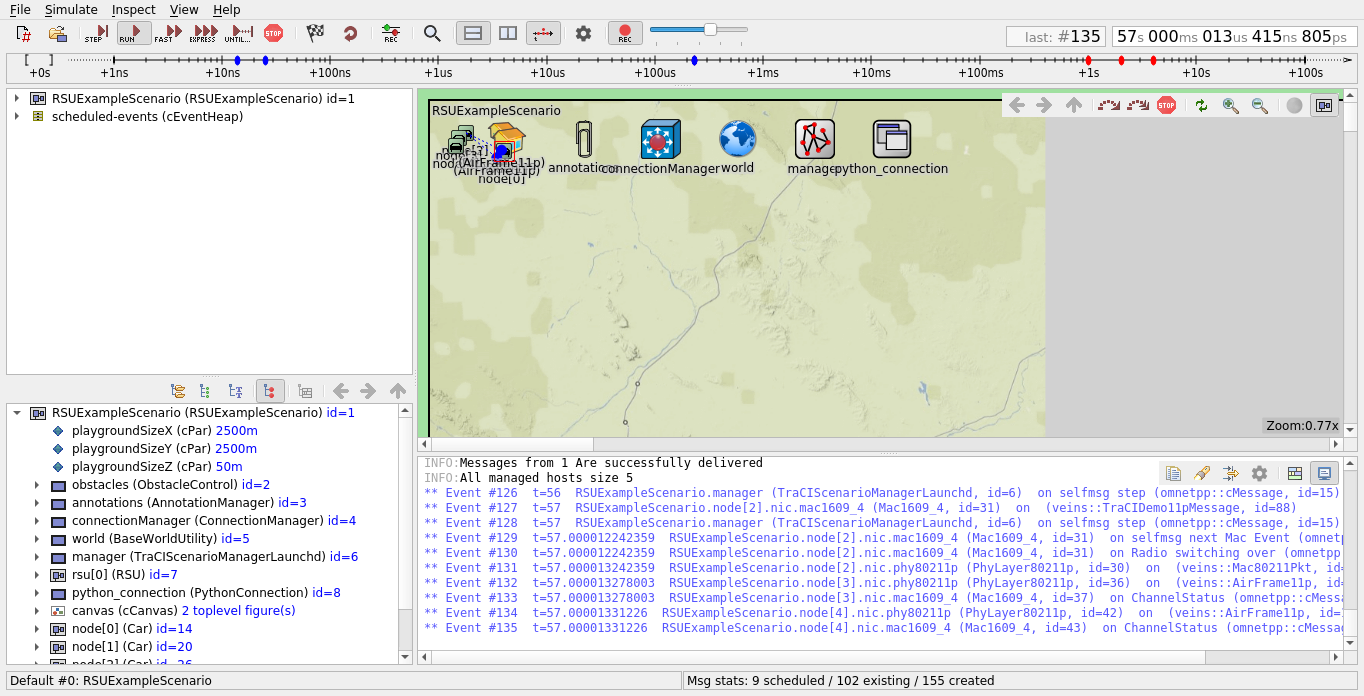 File Simulate Inspect View Help
STEP RUN FAST EXPRESS UNTIL... STOP REC REC
last: #135 57s 000ms 013us 415ns 805ps
+0s +1ns +10ns +100ns +1us +10us +100us +1ms +10ms +100ms +1s +10s +100s
RSUExampleScenario (RSUExampleScenario) id=1
scheduled-events (cEventHeap)
RSUExampleScenario
STOP
(AirFrame11p)
(AirFrame11p)
node[0]
annotatio
connectionManager
world
manage
python_connection
Zoom:0.77x
RSUExampleScenario (RSUExampleScenario) id=1
playgroundSizeX (cPar) 2500m
playgroundSizeY (cPar) 2500m
playgroundSizeZ (cPar) 50m
obstacles (ObstacleControl) id=2
annotations (AnnotationManager) id=3
connectionManager (ConnectionManager) id=4
world (BaseWorldUtility) id=5
manager (TraCIScenarioManagerLaunchd) id=6
rsu[0] (RSU) id=7
python_connection (PythonConnection) id=8
canvas (cCanvas) 2 toplevel figure(s)
node[0] (Car) id=14
node[1] (Car) id=20
node[2] (Car) id=26
INFO:Messages from 1 Are successfully delivered
INFO:All managed hosts size 5
** Event #126 t=56 RSUExampleScenario.manager (TraCIScenarioManagerLaunchd, id=6) on selfmsg step (omnetpp::cMessage, id=15)
** Event #127 t=57 RSUExampleScenario.node[2].nic.mac1609_4 (Mac1609_4, id=31) on (veins::TraCIDemo11pMessage, id=88)
** Event #128 t=57 RSUExampleScenario.manager (TraCIScenarioManagerLaunchd, id=6) on selfmsg step (omnetpp::cMessage, id=15)
** Event #129 t=57.000012242359 RSUExampleScenario.node[2].nic.mac1609_4 (Mac1609_4, id=31) on selfmsg next Mac Event (omnet
** Event #130 t=57.000012242359 RSUExampleScenario.node[2].nic.mac1609_4 (Mac1609_4, id=31) on Radio switching over (omnetpp
** Event #131 t=57.000013242359 RSUExampleScenario.node[2].nic.phy80211p (PhyLayer80211p, id=30) on (veins::Mac80211Pkt, id=
** Event #132 t=57.000013278003 RSUExampleScenario.node[3].nic.phy80211p (PhyLayer80211p, id=36) on (veins::AirFrame11p, id=
** Event #133 t=57.000013278003 RSUExampleScenario.node[3].nic.mac1609_4 (Mac1609_4, id=37) on ChannelStatus (omnetpp::cMessa
** Event #134 t=57.00001331226 RSUExampleScenario.node[4].nic.phy80211p (PhyLayer80211p, id=42) on (veins::AirFrame11p, id=
** Event #135 t=57.00001331226 RSUExampleScenario.node[4].nic.mac1609_4 (Mac1609_4, id=43) on ChannelStatus (omnetpp::cMessag
Default #0: RSUExampleScenario
Msg stats: 9 scheduled / 102 existing / 155 created